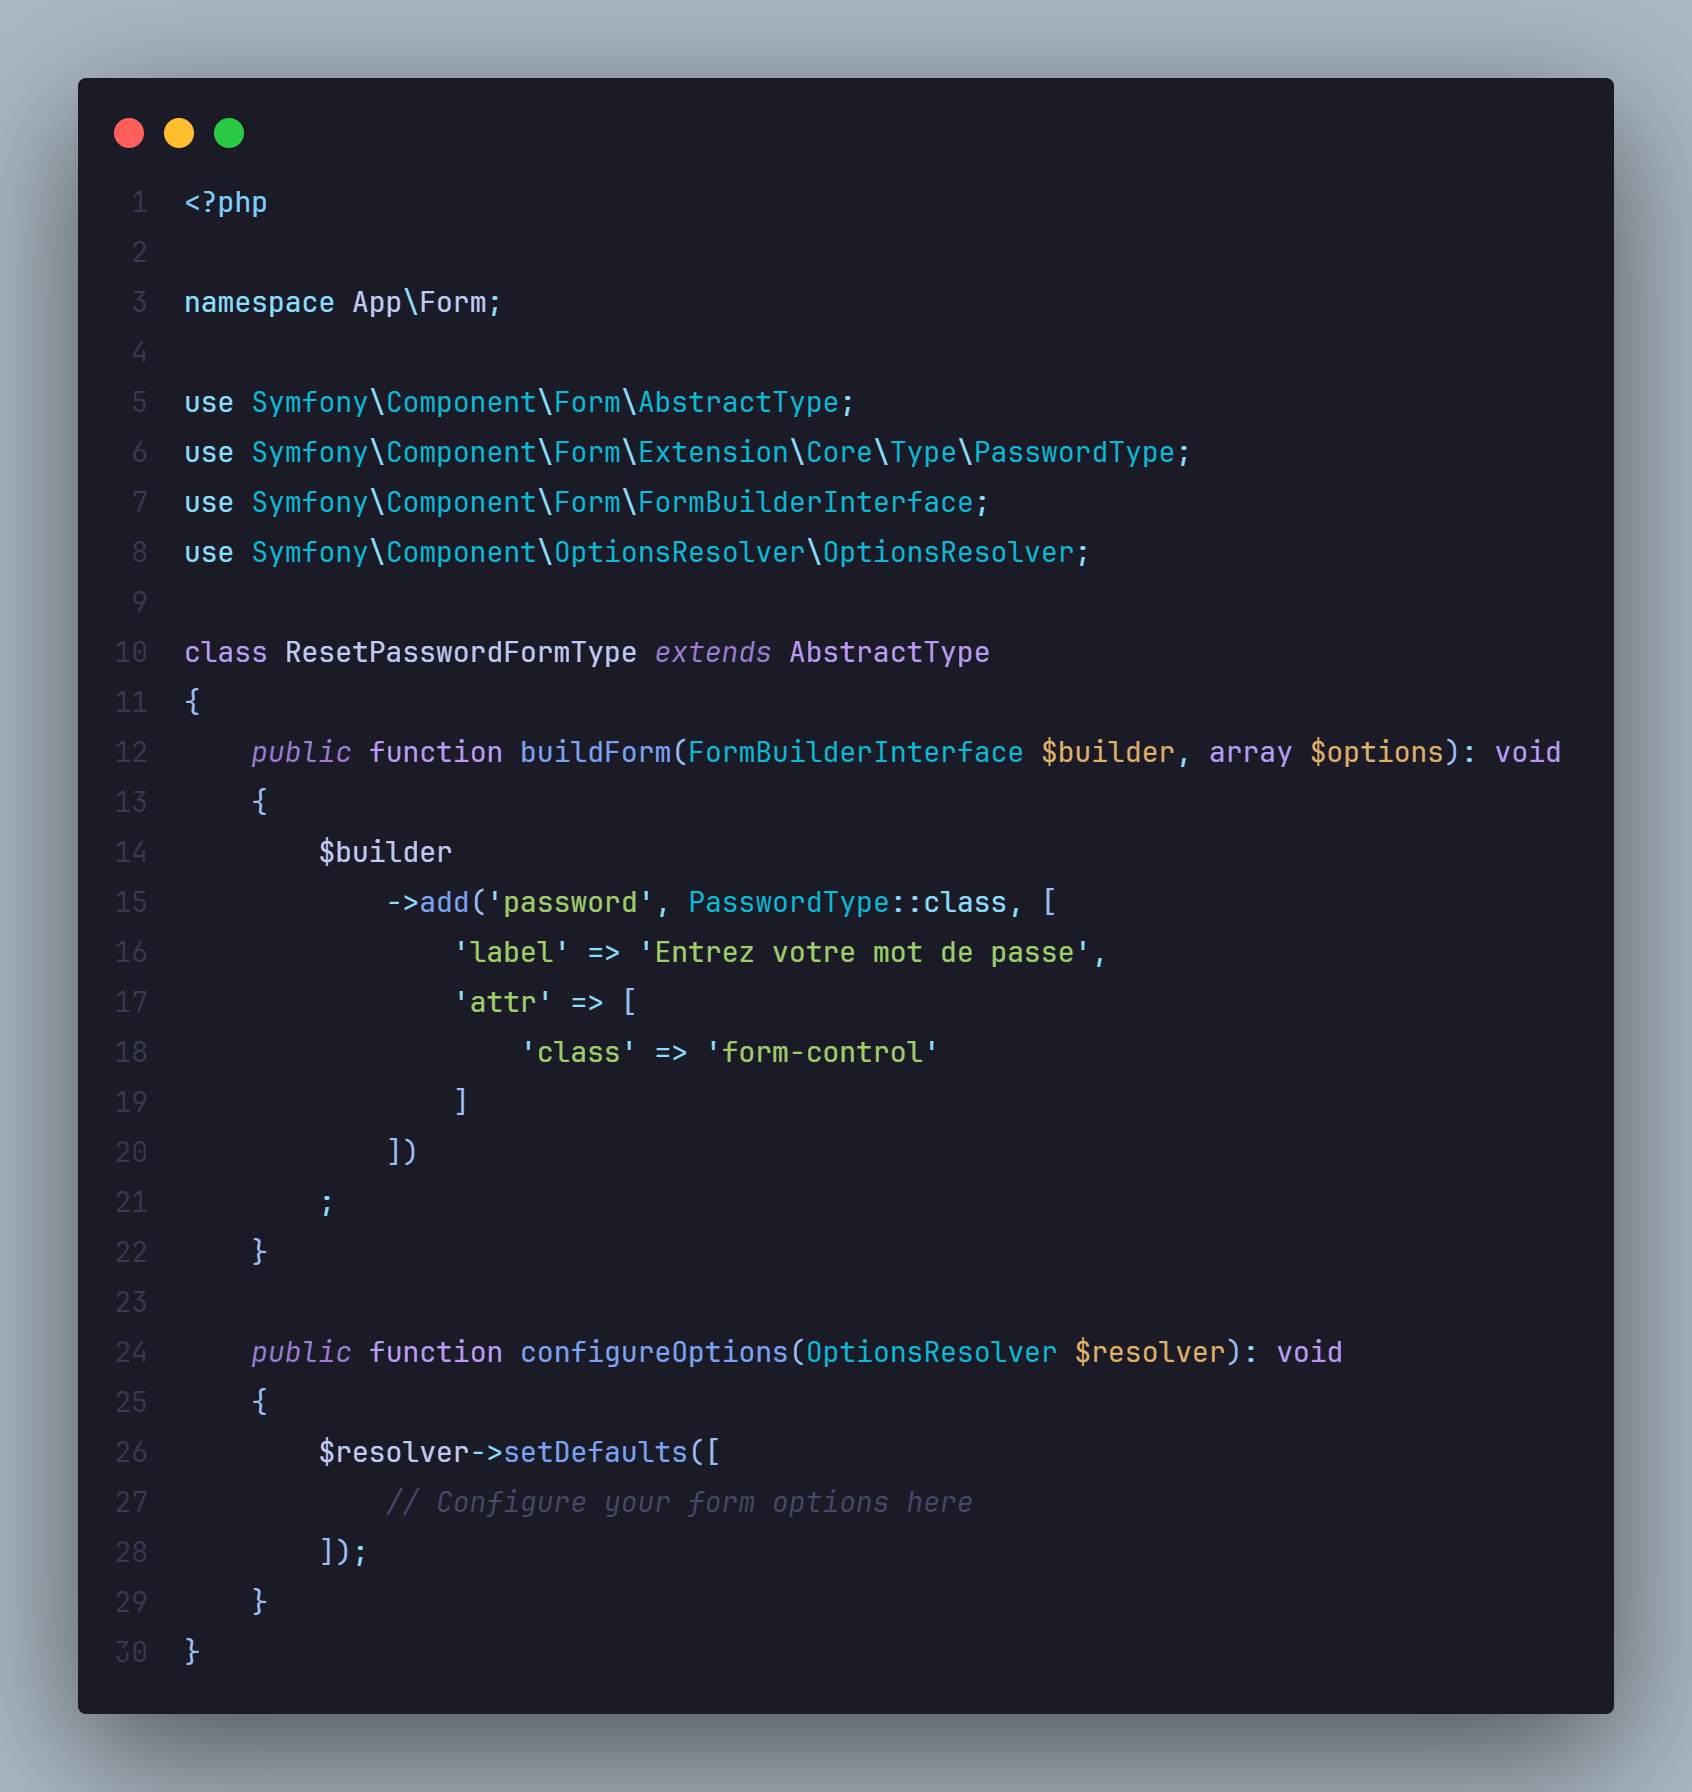 1 <?php
2
3 namespace App\Form;
4
5 use Symfony\Component\Form\AbstractType;
6 use Symfony\Component\Form\Extension\Core\Type\PasswordType;
7 use Symfony\Component\Form\FormBuilderInterface;
8 use Symfony\Component\OptionsResolver\OptionsResolver;
9
10 class ResetPasswordFormType extends AbstractType
11 {
12     public function buildForm(FormBuilderInterface $builder, array $options): void
13     {
14         $builder
15             ->add('password', PasswordType::class, [
16                 'label' => 'Entrez votre mot de passe',
17                 'attr' => [
18                     'class' => 'form-control'
19                 ]
20             ])
21         ;
22     }
23
24     public function configureOptions(OptionsResolver $resolver): void
25     {
26         $resolver->setDefaults([
27             // Configure your form options here
28         ]);
29     }
30 }